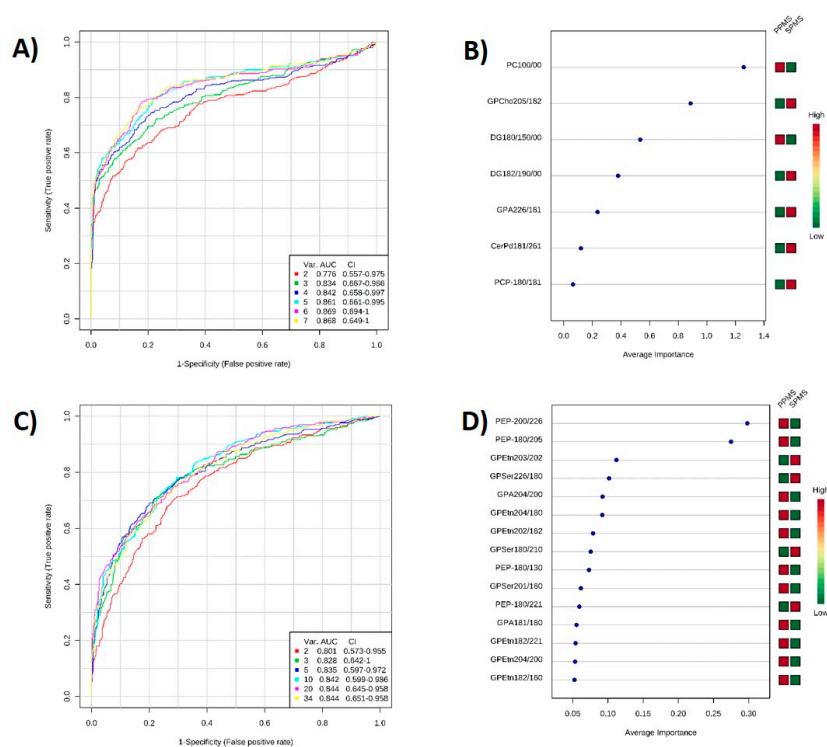 A)
Sensitivity (True positive rate)
1.0
0.8
0.6
0.4
0.2
0.0
0.0 0.2 0.4 0.6 0.8 1.0
1-Specificity (False positive rate)
Var. AUC CI
2 0.776 0.557-0.975
3 0.834 0.667-0.986
4 0.842 0.658-0.997
5 0.861 0.661-0.995
6 0.869 0.694-1
7 0.868 0.649-1
B)
PPMS
SPMS
PC100/00
GPCho205/182
DG180/150/00
DG182/190/00
GPA226/161
CerPd181/261
PCP-180/181
0.0 0.2 0.4 0.6 0.8 1.0 1.2 1.4
Average Importance
High
Low
C)
Sensitivity (True positive rate)
1.0
0.8
0.6
0.4
0.2
0.0
0.0 0.2 0.4 0.6 0.8 1.0
1-Specificity (False positive rate)
Var. AUC CI
2 0.801 0.573-0.955
3 0.828 0.642-1
5 0.835 0.597-0.972
10 0.842 0.599-0.986
20 0.844 0.645-0.958
34 0.844 0.651-0.958
D)
PPMS
SPMS
PEP-200/226
PEP-180/205
GPEtn203/202
GPSer226/180
GPA204/200
GPEtn204/180
GPEtn202/182
GPSer180/210
PEP-180/130
GPSer201/160
PEP-180/221
GPA181/180
GPEtn182/221
GPEtn204/200
GPEtn182/160
0.05 0.10 0.15 0.20 0.25 0.30
Average Importance
High
Low